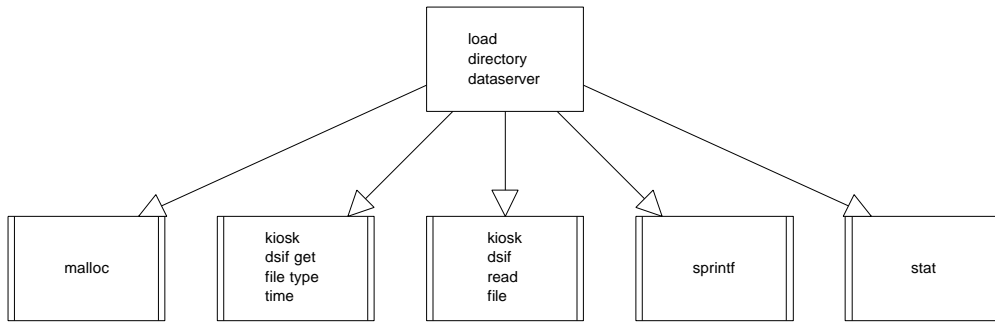 load
directory
dataserver
malloc
kiosk
dsif get
file type
time
kiosk
dsif
read
file
sprintf
stat